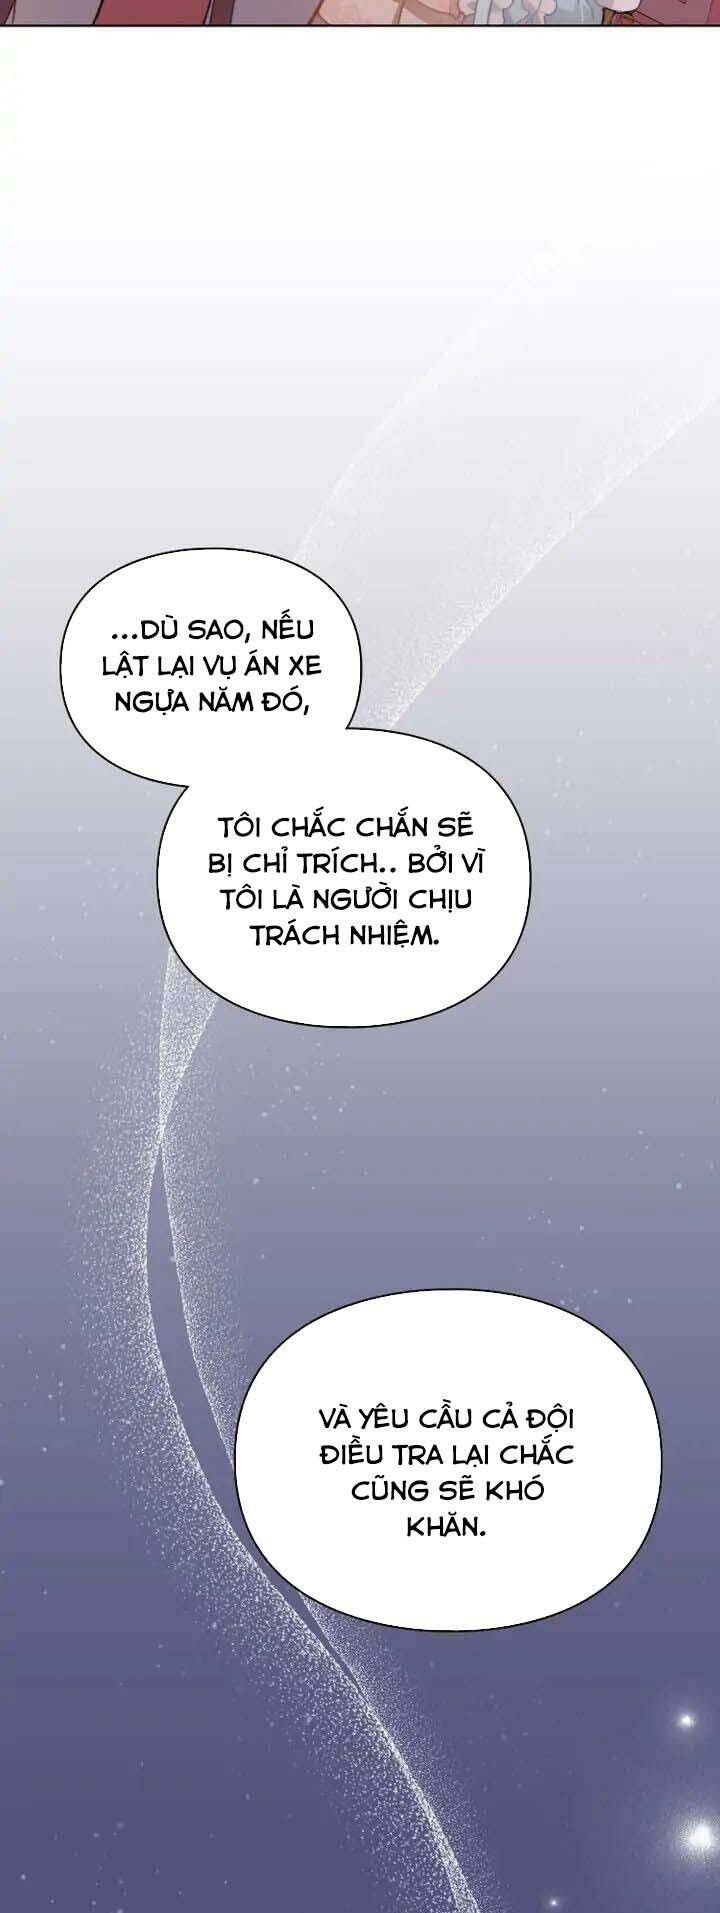 ...DÙ SAO, NẾU
LẬT LẠI VỤ ÁN XE
NGỰA NĂM ĐÓ,
TÔI CHẮC CHẮN SẼ
BỊ CHỈ TRÍCH.. BỞI VÌ
TÔI LÀ NGƯỜI CHỊU
TRÁCH NHIỆM.
VÀ YÊU CẦU CẢ ĐỘI
ĐIỀU TRA LẠI CHẮC
CŨNG SẼ KHÓ
KHĂN.